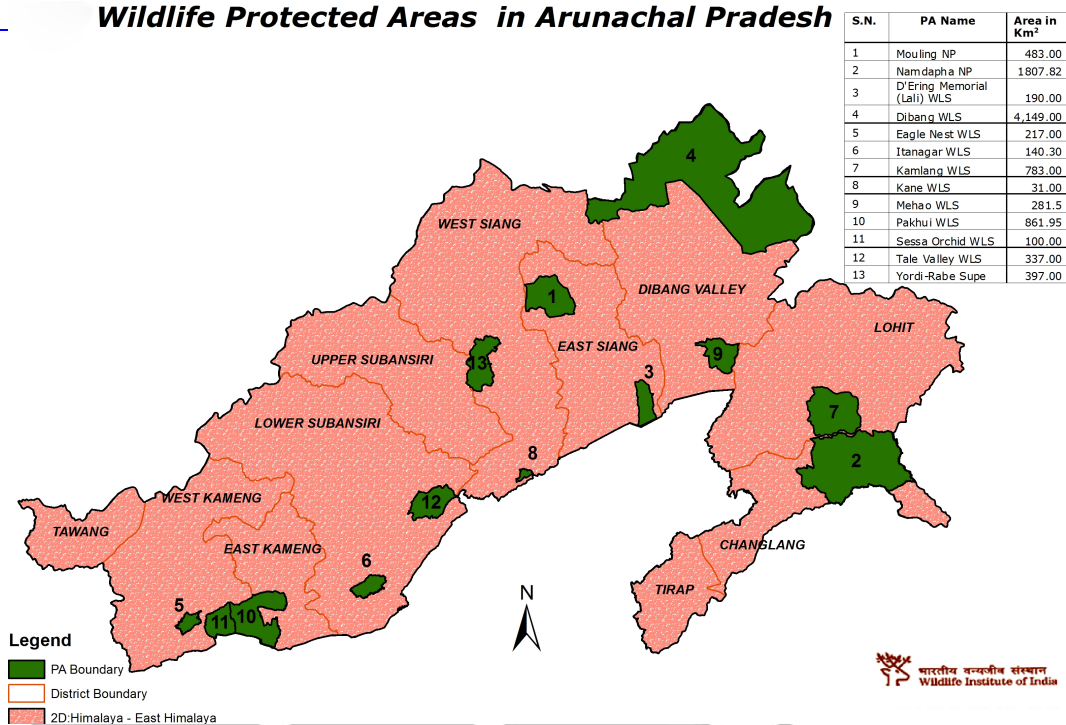 Wildlife Protected Areas in Arunachal Pradesh
S.N. PA Name Area in Km²
1 Mouling NP 483.00
2 Namdapha NP 1807.82
3 D'Ering Memorial (Lali) WLS 190.00
4 Dibang WLS 4,149.00
5 Eagle Nest WLS 217.00
6 Itanagar WLS 140.30
7 Kamlang WLS 783.00
8 Kane WLS 31.00
9 Mehao WLS 281.5
10 Pakhui WLS 861.95
11 Sessa Orchid WLS 100.00
12 Tale Valley WLS 337.00
13 Yordi-Rabe Supe 397.00
4
WEST SIANG
1
DIBANG VALLEY
LOHIT
EAST SIANG
9
UPPER SUBANSIRI
13
3
7
LOWER SUBANSIRI
8
2
WEST KAMENG
12
TAWANG
EAST KAMENG
CHANGLANG
6
TIRAP
5
11
10
N
Legend
PA Boundary
District Boundary
2D:Himalaya - East Himalaya
भारतीय वन्यजीव संस्थान
Wildlife Institute of India